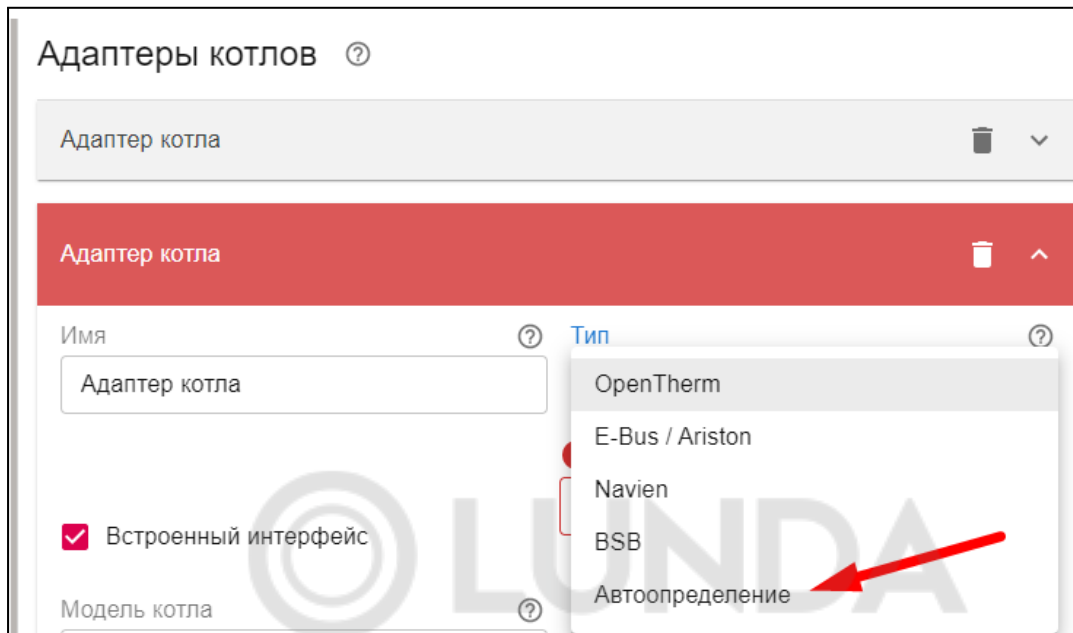 Адаптеры котлов
Адаптер котла
Адаптер котла
Имя
Тип
Адаптер котла
OpenTherm
E-Bus / Ariston
Navien
BSB
Автоопределение
Встроенный интерфейс
Модель котла
LUNDA